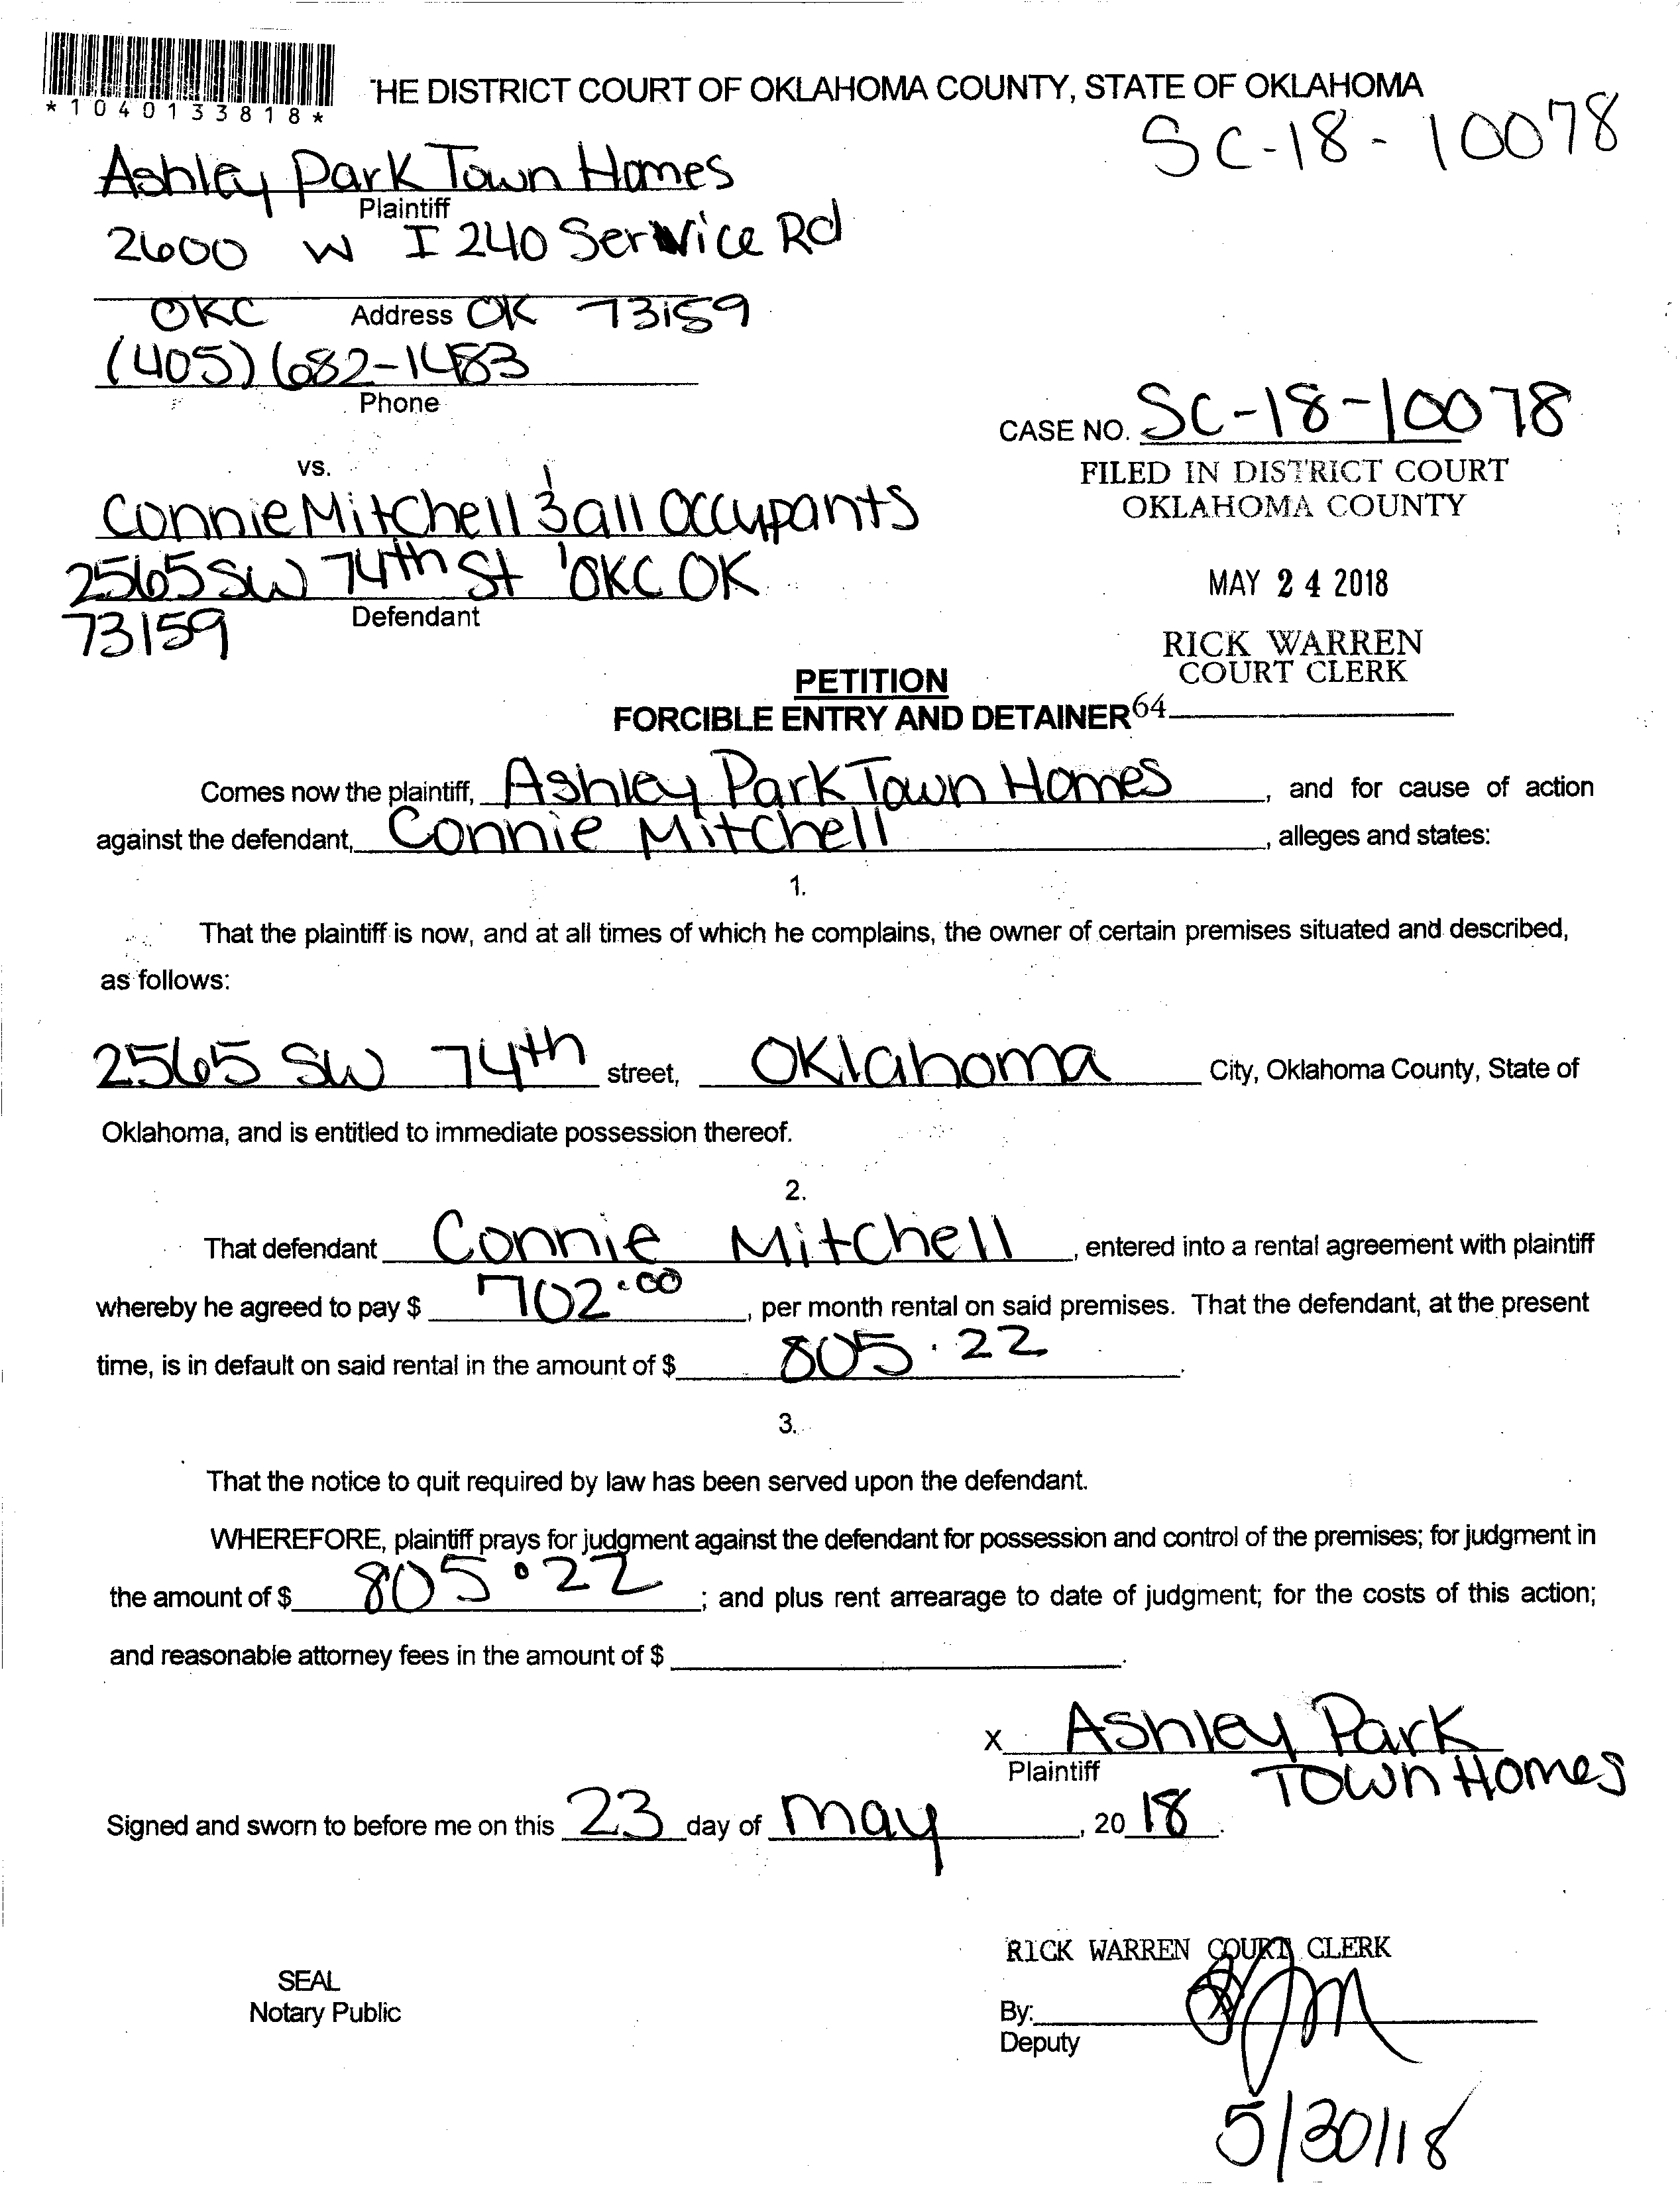 *1040133818*
THE DISTRICT COURT OF OKLAHOMA COUNTY, STATE OF OKLAHOMA
SC-18-10078
Ashley Park Town Homes
Plaintiff
2600 W I 240 Service Rd
OKC Address OK 73159
(405) 682-1483
Phone
CASE NO. SC-18-10078
vs.
FILED IN DISTRICT COURT
OKLAHOMA COUNTY
Connie Mitchell & all Occupants
2565 SW 74th St OKC OK
MAY 24 2018
73159 Defendant
RICK WARREN
COURT CLERK
PETITION
FORCIBLE ENTRY AND DETAINER 64
Comes now the plaintiff, Ashley Park Town Homes, and for cause of action
against the defendant, Connie Mitchell, alleges and states:
1.
That the plaintiff is now, and at all times of which he complains, the owner of certain premises situated and described,
as follows:
2565 SW 74th street, Oklahoma City, Oklahoma County, State of
Oklahoma, and is entitled to immediate possession thereof.
2.
That defendant Connie Mitchell, entered into a rental agreement with plaintiff
whereby he agreed to pay $ 702.00, per month rental on said premises. That the defendant, at the present
time, is in default on said rental in the amount of $ 805.22.
3.
That the notice to quit required by law has been served upon the defendant.
WHEREFORE, plaintiff prays for judgment against the defendant for possession and control of the premises; for judgment in
the amount of $ 805.22; and plus rent arrearage to date of judgment; for the costs of this action;
and reasonable attorney fees in the amount of $ .
X Ashley Park
Plaintiff Town Homes
Signed and sworn to before me on this 23 day of May, 20 18.
RICK WARREN COURT CLERK
SEAL
Notary Public
By:
Deputy
5/30/18